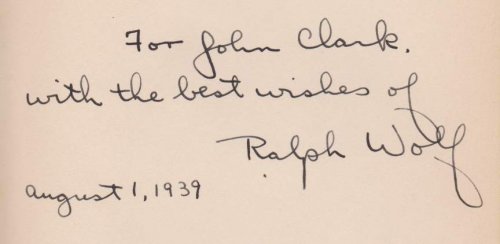 For John Clark.
with the best wishes of
Ralph Wolf
august 1, 1939